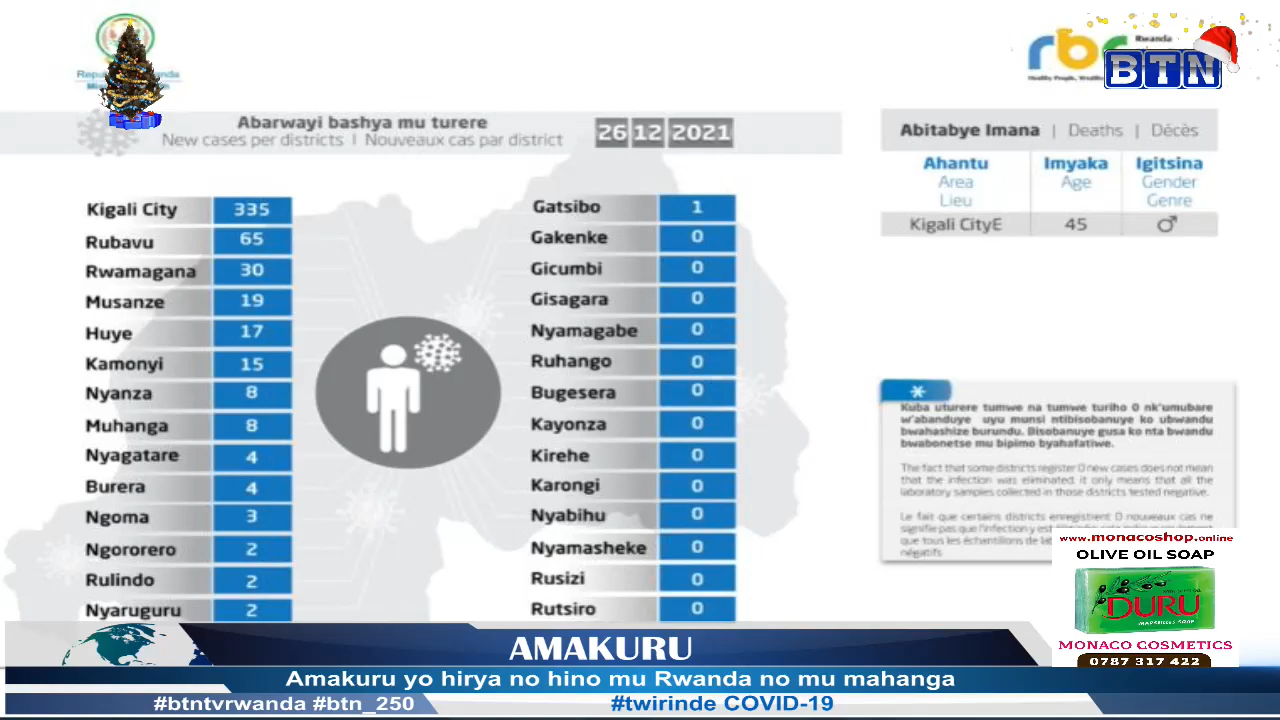 Rwanda
BTN
Abarwayi bashya mu turere
New cases per districts | Nouveaux cas par district
26 12 2021
Kigali City 335
Rubavu 65
Rwamagana 30
Musanze 19
Huye 17
Kamonyi 15
Nyanza 8
Muhanga 8
Nyagatare 4
Burera 4
Ngoma 3
Ngororero 2
Rulindo 2
Nyaruguru 2
Gatsibo 1
Gakenke 0
Gicumbi 0
Gisagara 0
Nyamagabe 0
Ruhango 0
Bugesera 0
Kayonza 0
Kirehe 0
Karongi 0
Nyabihu 0
Nyamasheke 0
Rusizi 0
Rutsiro 0
Abitabye Imana | Deaths | Décès
Ahantu Imyaka Igitsina
Area Age Gender
Lieu Genre
Kigali CityE 45 ♂
*
Kuba uturere tumwe na tumwe turiho 0 nk'umubare
w'abanduye uyu munsi ntibisobanuye ko ubwandu
bwahashize burundu. Bisobanuye gusa ko nta bwandu
bwabonetse mu bipimo byahafatiwe.
The fact that some districts register 0 new cases does not mean
that the infection was eliminated it only means that all the
laboratory samples collected in those districts tested negative.
Le fait que certains districts enregistrent 0 nouveaux cas ne
signifie pas que l'infection y est
que tous les échantillons de
négatifs
www.monacoshop.online
OLIVE OIL SOAP
DURU
MARSEILLES SOAP
MONACO COSMETICS
0787 317 422
AMAKURU
Amakuru yo hirya no hino mu Rwanda no mu mahanga
#btntvrwanda #btn_250
#twirinde COVID-19